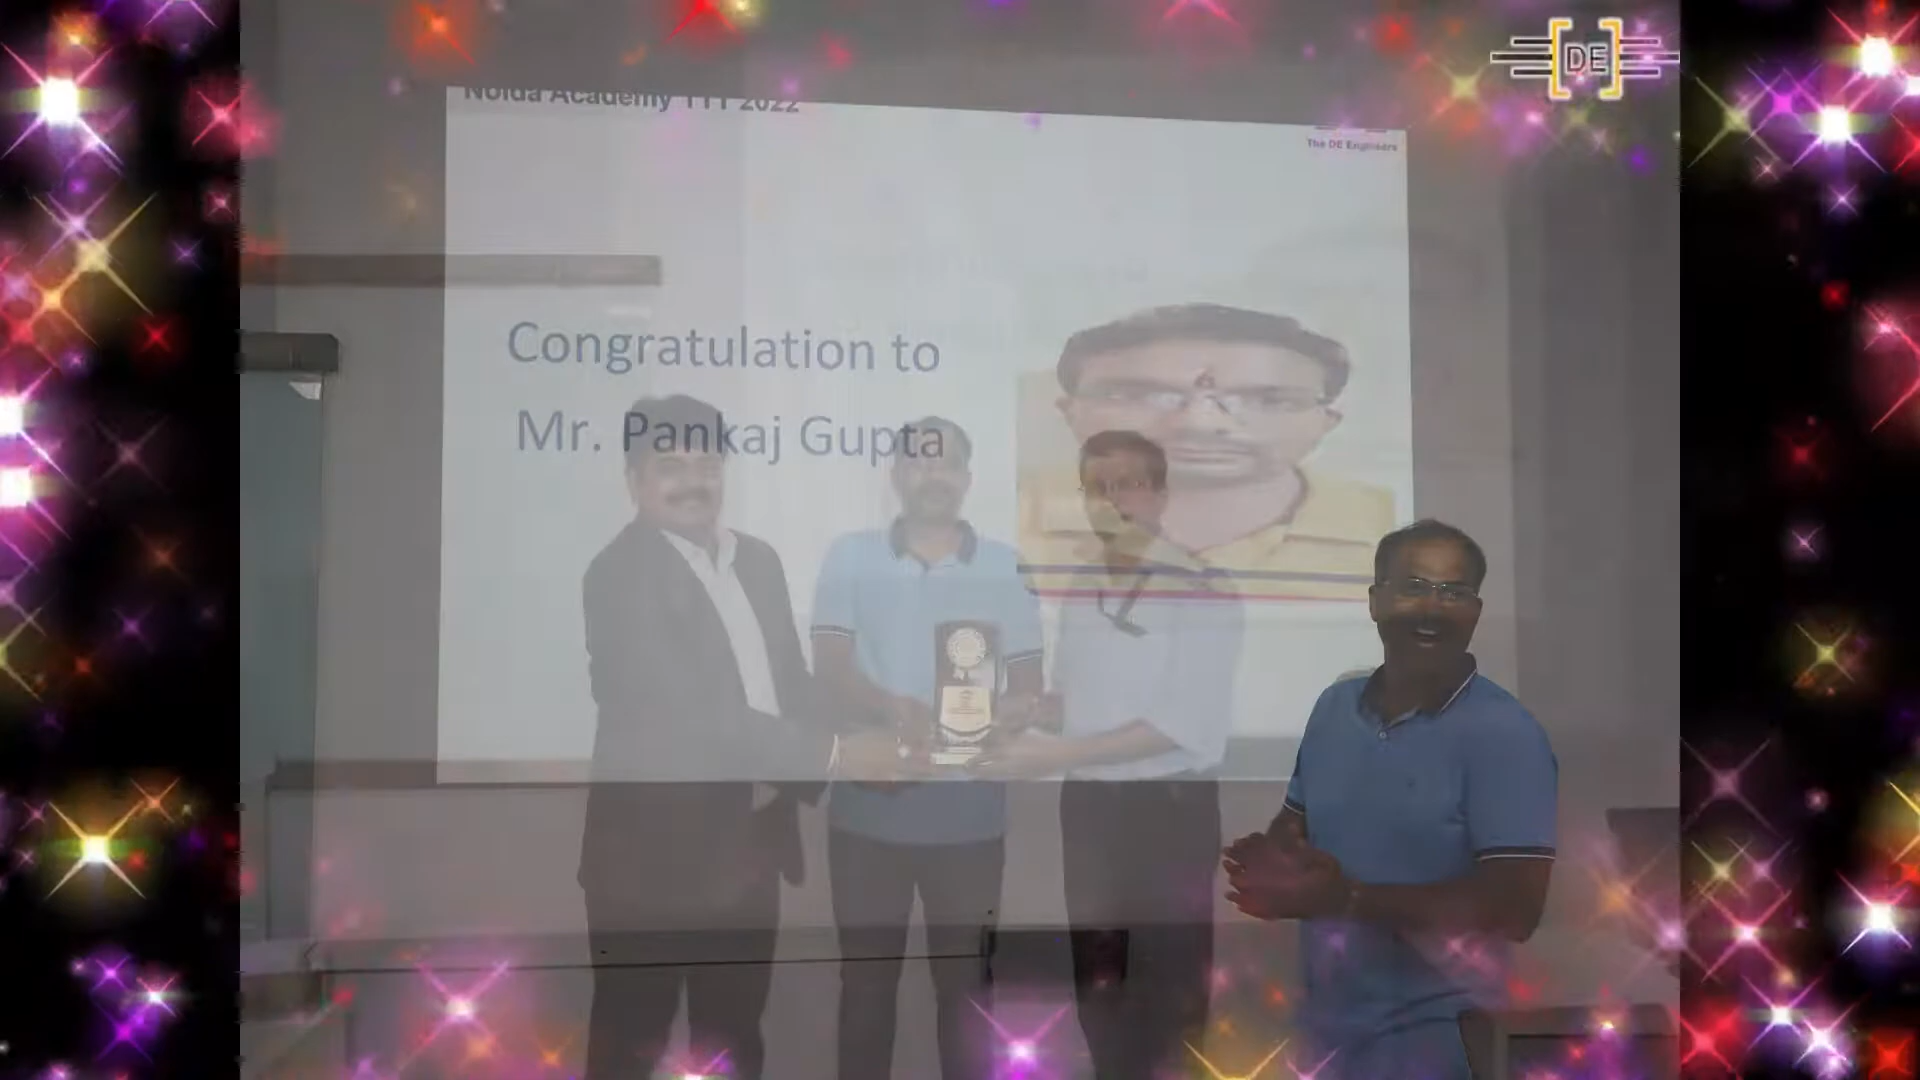 DE
Noida Academy TTT 2022
The DE Engineers
Congratulation to
Mr. Pankaj Gupta